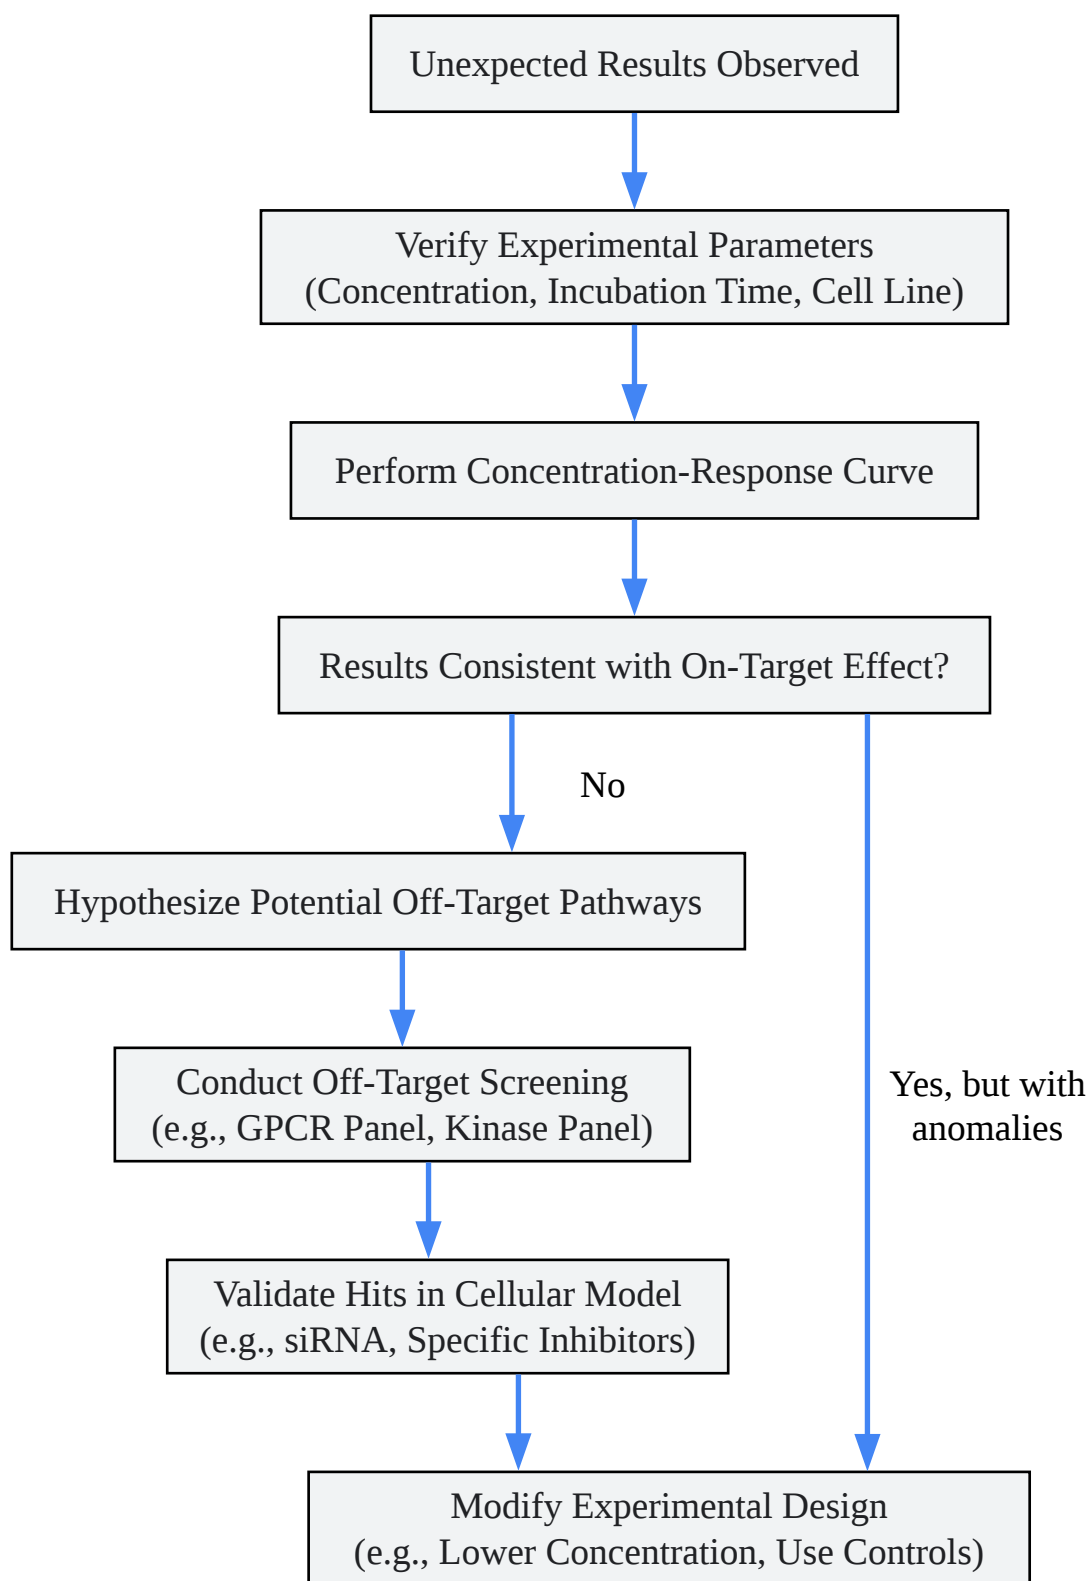 Unexpected Results Observed
Verify Experimental Parameters
(Concentration, Incubation Time, Cell Line)
Perform Concentration-Response Curve
Results Consistent with On-Target Effect?
No
Hypothesize Potential Off-Target Pathways
Conduct Off-Target Screening
(e.g., GPCR Panel, Kinase Panel)
Yes, but with
anomalies
Validate Hits in Cellular Model
(e.g., siRNA, Specific Inhibitors)
Modify Experimental Design
(e.g., Lower Concentration, Use Controls)